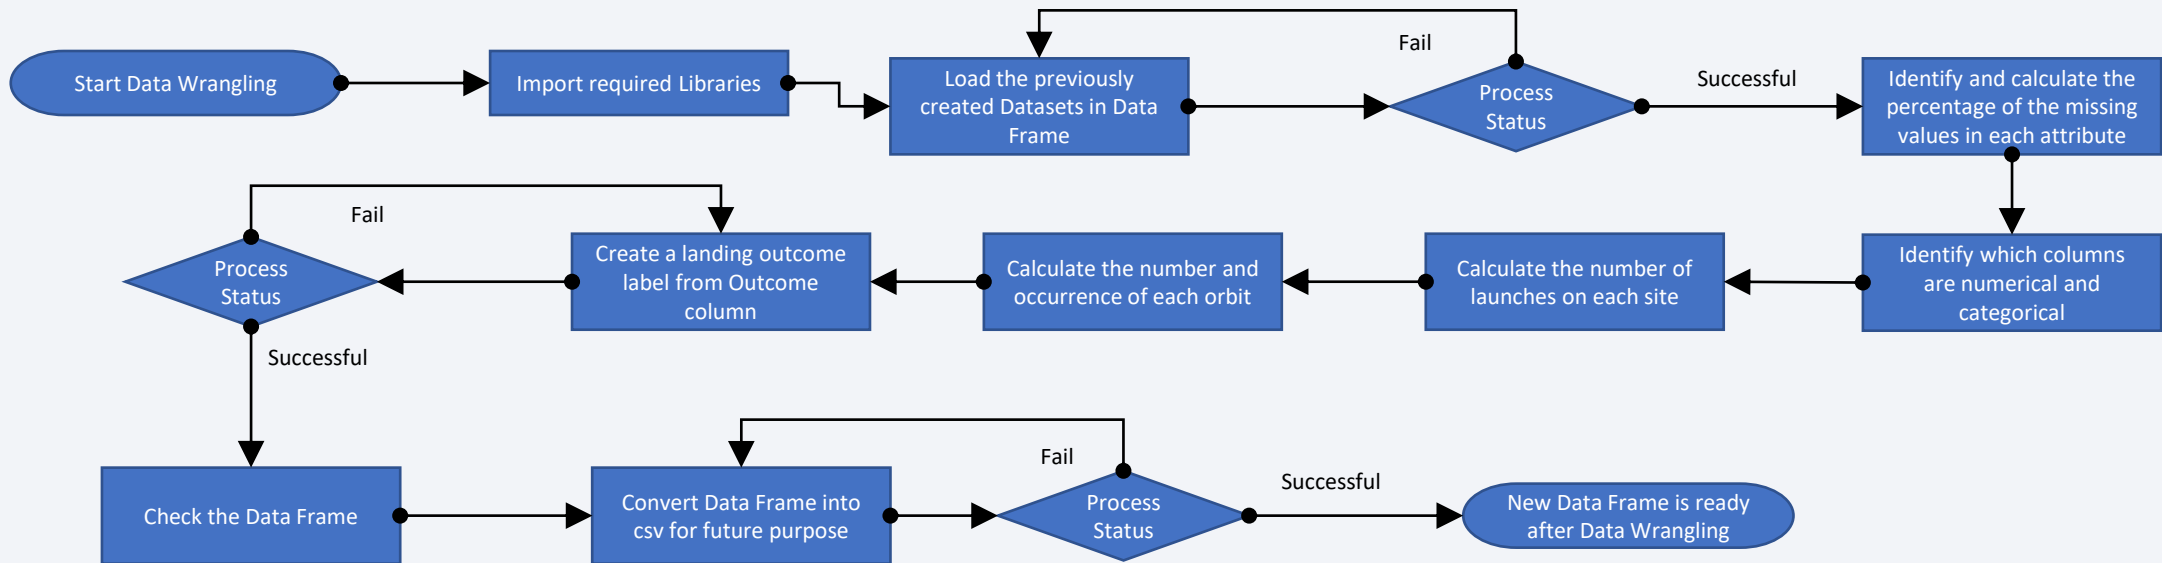 Start Data Wrangling
Import required Libraries
Load the previously
created Datasets in Data
Frame
Fail
Process
Status
Successful
Identify and calculate the
percentage of the missing
values in each attribute
Identify which columns
are numerical and
categorical
Calculate the number of
launches on each site
Calculate the number and
occurrence of each orbit
Create a landing outcome
label from Outcome
column
Fail
Process
Status
Successful
Check the Data Frame
Convert Data Frame into
csv for future purpose
Fail
Process
Status
Successful
New Data Frame is ready
after Data Wrangling